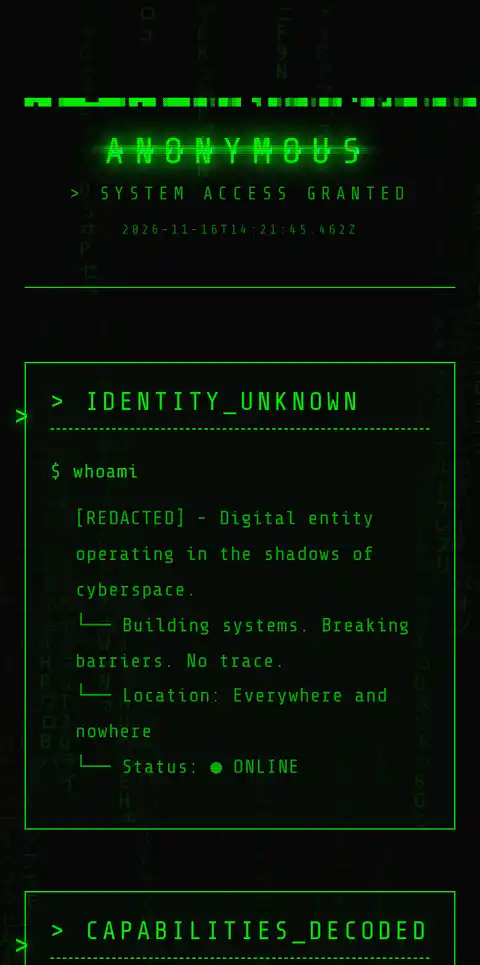 ANONYMOUS
> SYSTEM ACCESS GRANTED
2026-11-16T14:21:45.462Z
>
> IDENTITY_UNKNOWN
$ whoami
[REDACTED] - Digital entity
operating in the shadows of
cyberspace.
└── Building systems. Breaking
barriers. No trace.
└── Location: Everywhere and
nowhere
└── Status: ● ONLINE
>
> CAPABILITIES_DECODED